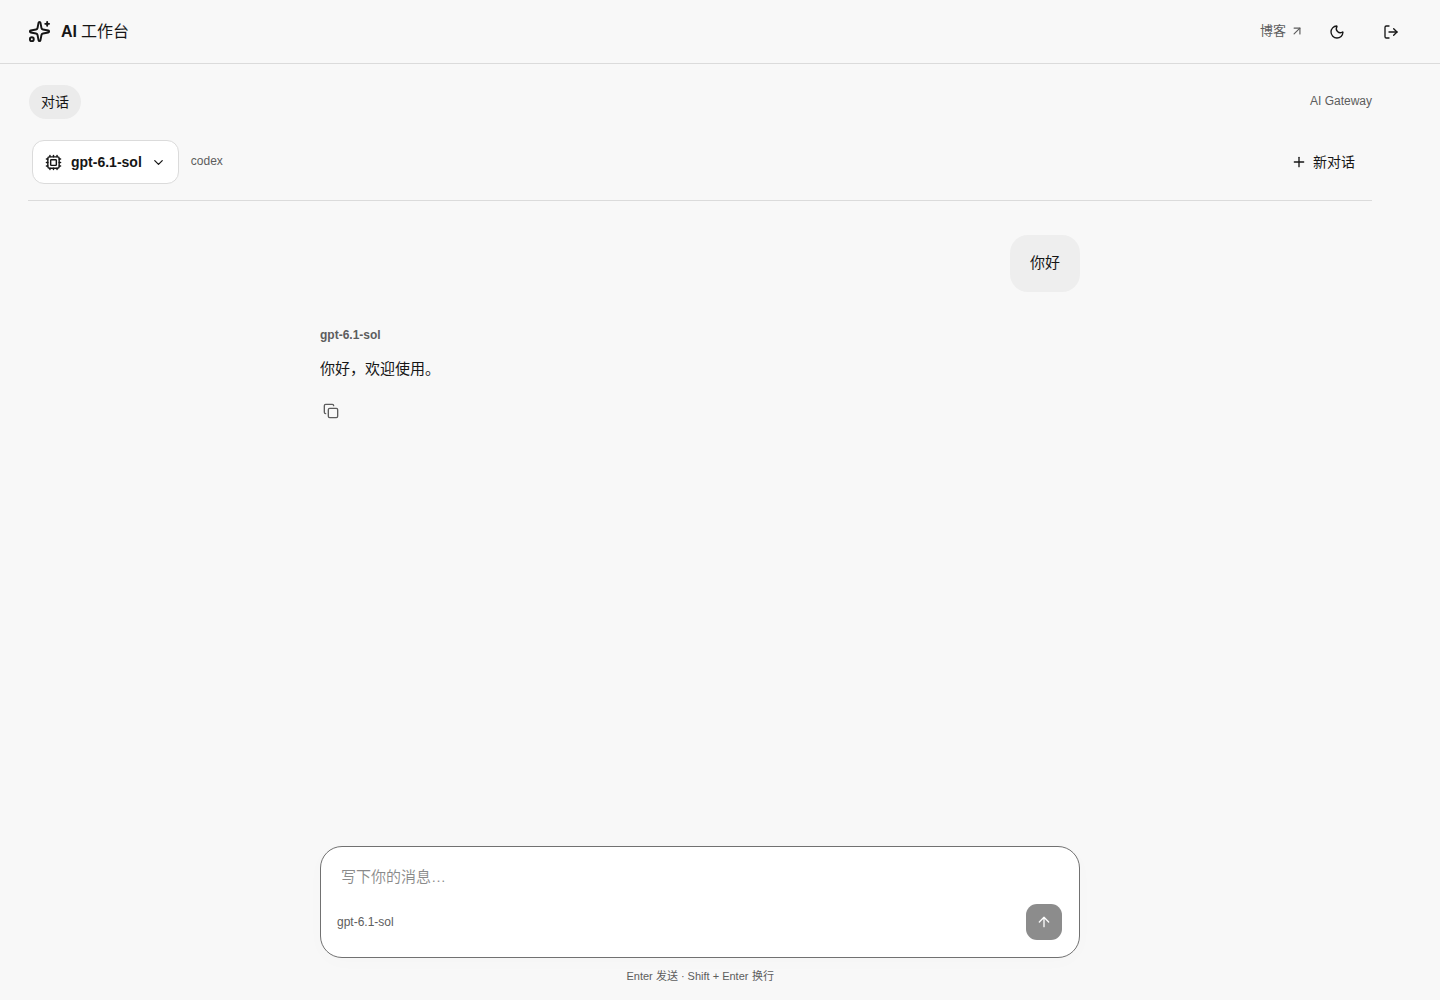 AI 工作台
博客
对话
AI Gateway
gpt-6.1-sol
codex
新对话
你好
gpt-6.1-sol
你好，欢迎使用。
写下你的消息…
gpt-6.1-sol
Enter 发送 · Shift + Enter 换行